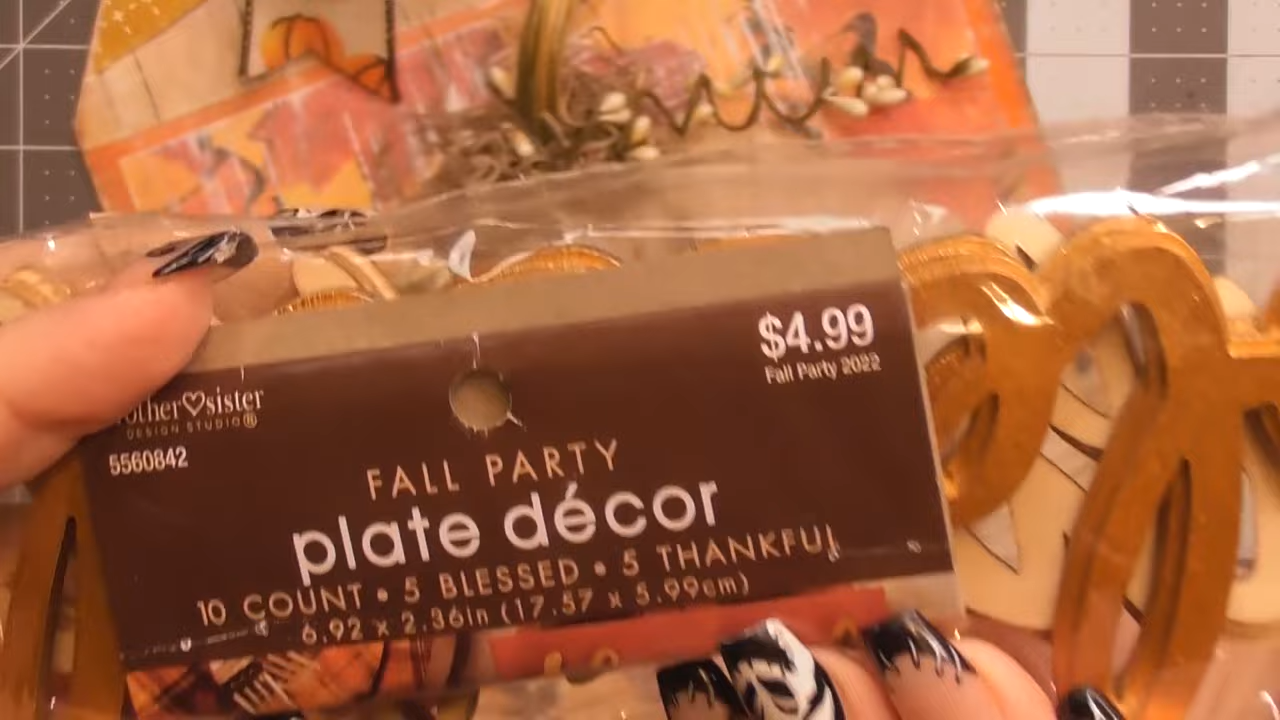 other♡sister
DESIGN STUDIO®
5560842
$4.99
Fall Party 2022
FALL PARTY
plate décor
10 COUNT • 5 BLESSED • 5 THANKFUL
6.92 x 2.36in (17.57 x 5.99cm)